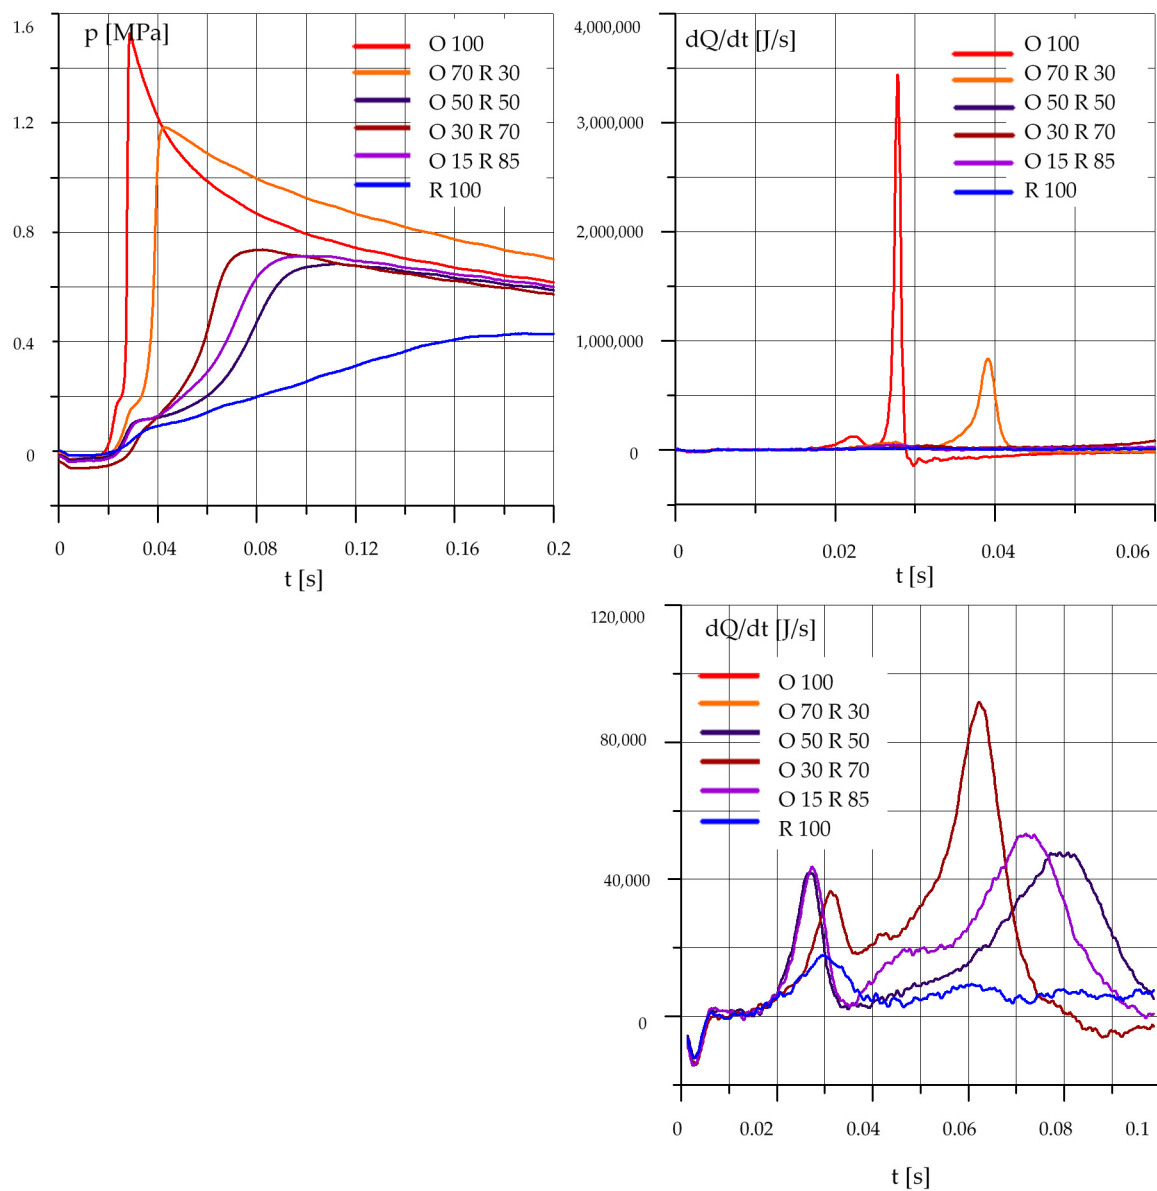 1.6
p [MPa]
O 100
O 70 R 30
O 50 R 50
O 30 R 70
O 15 R 85
R 100
1.2
0.8
0.4
0
0
0.04
0.08
0.12
0.16
0.2
t [s]
4,000,000
dQ/dt [J/s]
O 100
O 70 R 30
O 50 R 50
O 30 R 70
O 15 R 85
R 100
3,000,000
2,000,000
1,000,000
0
0
0.02
0.04
0.06
t [s]
120,000
dQ/dt [J/s]
O 100
O 70 R 30
O 50 R 50
O 30 R 70
O 15 R 85
R 100
80,000
40,000
0
0
0.02
0.04
0.06
0.08
0.1
t [s]